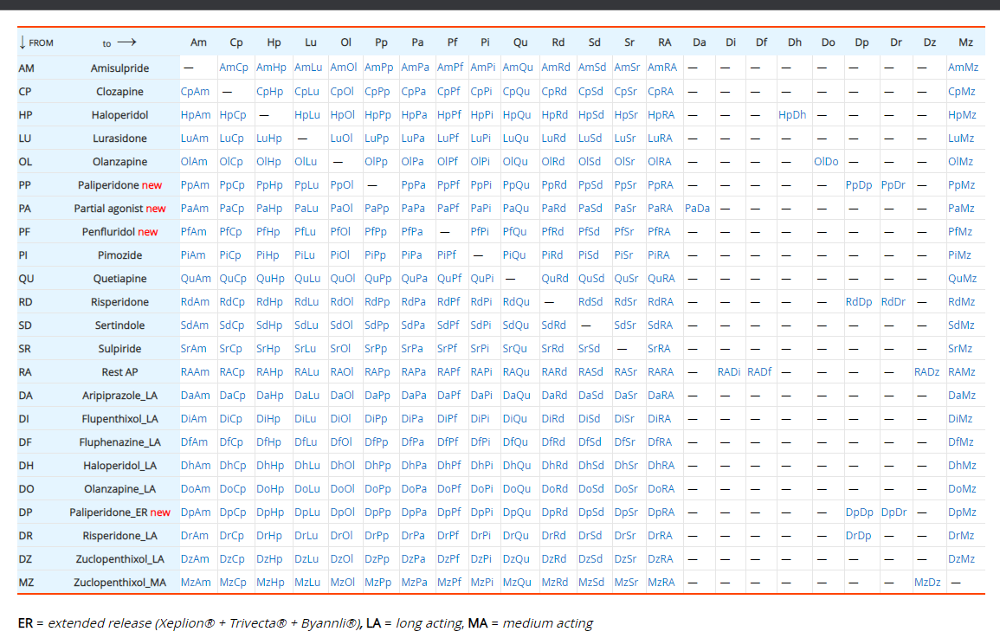 ↓ FROM to → Am Cp Hp Lu Ol Pp Pa Pf Pi Qu Rd Sd Sr RA Da Di Df Dh Do Dp Dr Dz Mz
AM Amisulpride — AmCp AmHp AmLu AmOl AmPp AmPa AmPf AmPi AmQu AmRd AmSd AmSr AmRA — — — — — — — — AmMz
CP Clozapine CpAm — CpHp CpLu CpOl CpPp CpPa CpPf CpPi CpQu CpRd CpSd CpSr CpRA — — — — — — — — CpMz
HP Haloperidol HpAm HpCp — HpLu HpOl HpPp HpPa HpPf HpPi HpQu HpRd HpSd HpSr HpRA — — — HpDh — — — — HpMz
LU Lurasidone LuAm LuCp LuHp — LuOl LuPp LuPa LuPf LuPi LuQu LuRd LuSd LuSr LuRA — — — — — — — — LuMz
OL Olanzapine OlAm OlCp OlHp OlLu — OlPp OlPa OlPf OlPi OlQu OlRd OlSd OlSr OlRA — — — — OlDo — — — OlMz
PP Paliperidone new PpAm PpCp PpHp PpLu PpOl — PpPa PpPf PpPi PpQu PpRd PpSd PpSr PpRA — — — — — PpDp PpDr — PpMz
PA Partial agonist new PaAm PaCp PaHp PaLu PaOl PaPp PaPa PaPf PaPi PaQu PaRd PaSd PaSr PaRA PaDa — — — — — — — PaMz
PF Penfluridol new PfAm PfCp PfHp PfLu PfOl PfPp PfPa — PfPi PfQu PfRd PfSd PfSr PfRA — — — — — — — — PfMz
PI Pimozide PiAm PiCp PiHp PiLu PiOl PiPp PiPa PiPf — PiQu PiRd PiSd PiSr PiRA — — — — — — — — PiMz
QU Quetiapine QuAm QuCp QuHp QuLu QuOl QuPp QuPa QuPf QuPi — QuRd QuSd QuSr QuRA — — — — — — — — QuMz
RD Risperidone RdAm RdCp RdHp RdLu RdOl RdPp RdPa RdPf RdPi RdQu — RdSd RdSr RdRA — — — — — RdDp RdDr — RdMz
SD Sertindole SdAm SdCp SdHp SdLu SdOl SdPp SdPa SdPf SdPi SdQu SdRd — SdSr SdRA — — — — — — — — SdMz
SR Sulpiride SrAm SrCp SrHp SrLu SrOl SrPp SrPa SrPf SrPi SrQu SrRd SrSd — SrRA — — — — — — — — SrMz
RA Rest AP RAAm RACp RAHp RALu RAOl RAPp RAPa RAPf RAPi RAQu RARd RASd RASr RARA — RADi RADf — — — — RADz RAMz
DA Aripiprazole_LA DaAm DaCp DaHp DaLu DaOl DaPp DaPa DaPf DaPi DaQu DaRd DaSd DaSr DaRA — — — — — — — — DaMz
DI Flupenthixol_LA DiAm DiCp DiHp DiLu DiOl DiPp DiPa DiPf DiPi DiQu DiRd DiSd DiSr DiRA — — — — — — — — DiMz
DF Fluphenazine_LA DfAm DfCp DfHp DfLu DfOl DfPp DfPa DfPf DfPi DfQu DfRd DfSd DfSr DfRA — — — — — — — — DfMz
DH Haloperidol_LA DhAm DhCp DhHp DhLu DhOl DhPp DhPa DhPf DhPi DhQu DhRd DhSd DhSr DhRA — — — — — — — — DhMz
DO Olanzapine_LA DoAm DoCp DoHp DoLu DoOl DoPp DoPa DoPf DoPi DoQu DoRd DoSd DoSr DoRA — — — — — — — — DoMz
DP Paliperidone_ER new DpAm DpCp DpHp DpLu DpOl DpPp DpPa DpPf DpPi DpQu DpRd DpSd DpSr DpRA — — — — — DpDp DpDr — DpMz
DR Risperidone_LA DrAm DrCp DrHp DrLu DrOl DrPp DrPa DrPf DrPi DrQu DrRd DrSd DrSr DrRA — — — — — DrDp — — DrMz
DZ Zuclopenthixol_LA DzAm DzCp DzHp DzLu DzOl DzPp DzPa DzPf DzPi DzQu DzRd DzSd DzSr DzRA — — — — — — — — DzMz
MZ Zuclopenthixol_MA MzAm MzCp MzHp MzLu MzOl MzPp MzPa MzPf MzPi MzQu MzRd MzSd MzSr MzRA — — — — — — — MzDz —
ER = extended release (Xeplion® + Trivecta® + Byannli®), LA = long acting, MA = medium acting